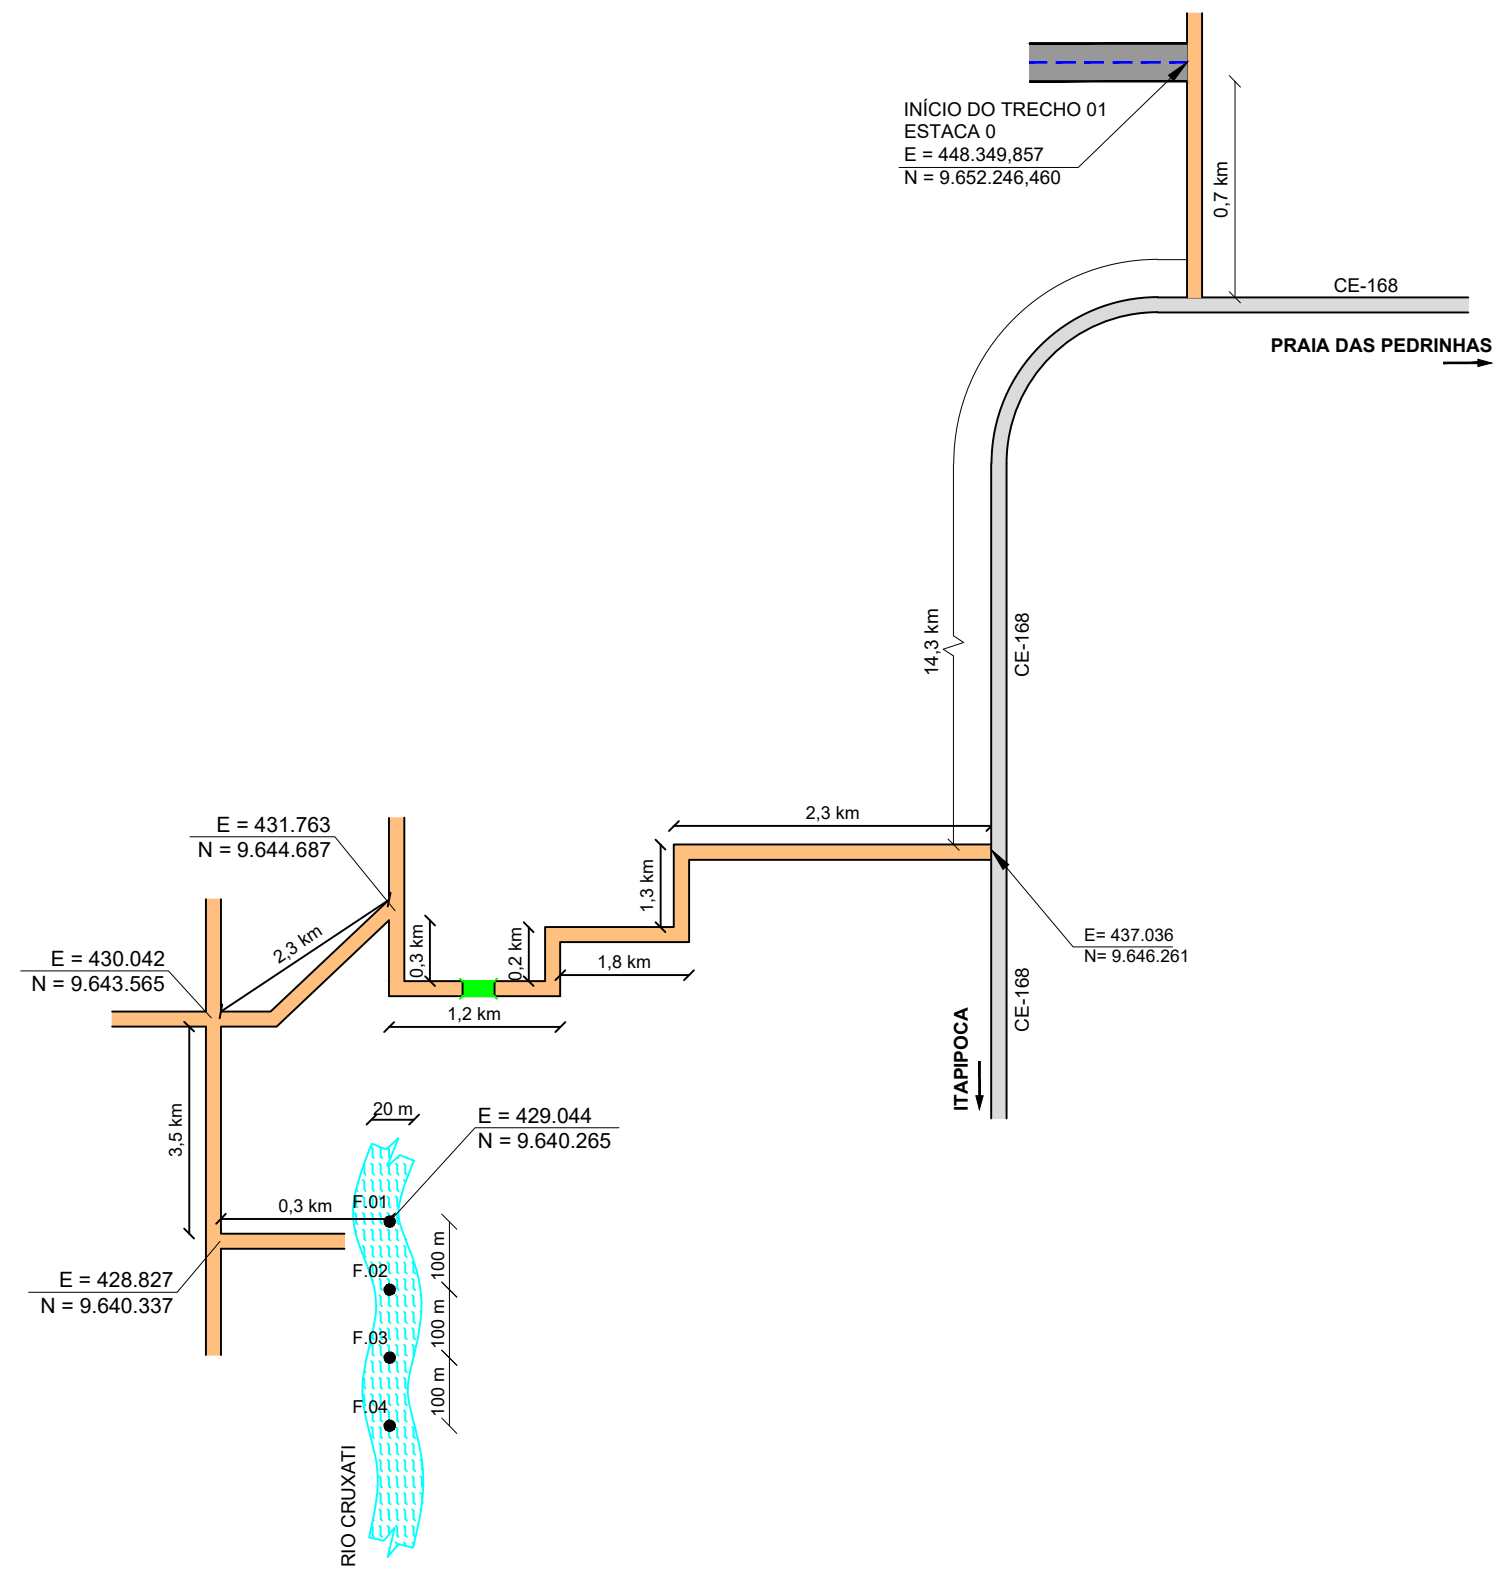 INÍCIO DO TRECHO 01
ESTACA 0
E = 448.349,857
N = 9.652.246,460
0,7 km
CE-168
PRAIA DAS PEDRINHAS
14,3 km
CE-168
2,3 km
E = 431.763
N = 9.644.687
1,3 km
0,3 km
0,2 km
1,8 km
E= 437.036
N= 9.646.261
2,3 km
E = 430.042
N = 9.643.565
1,2 km
CE-168
ITAPIPOCA
20 m
E = 429.044
N = 9.640.265
3,5 km
0,3 km
F.01
100 m
E = 428.827
N = 9.640.337
F.02
100 m
F.03
100 m
F.04
RIO CRUXATI